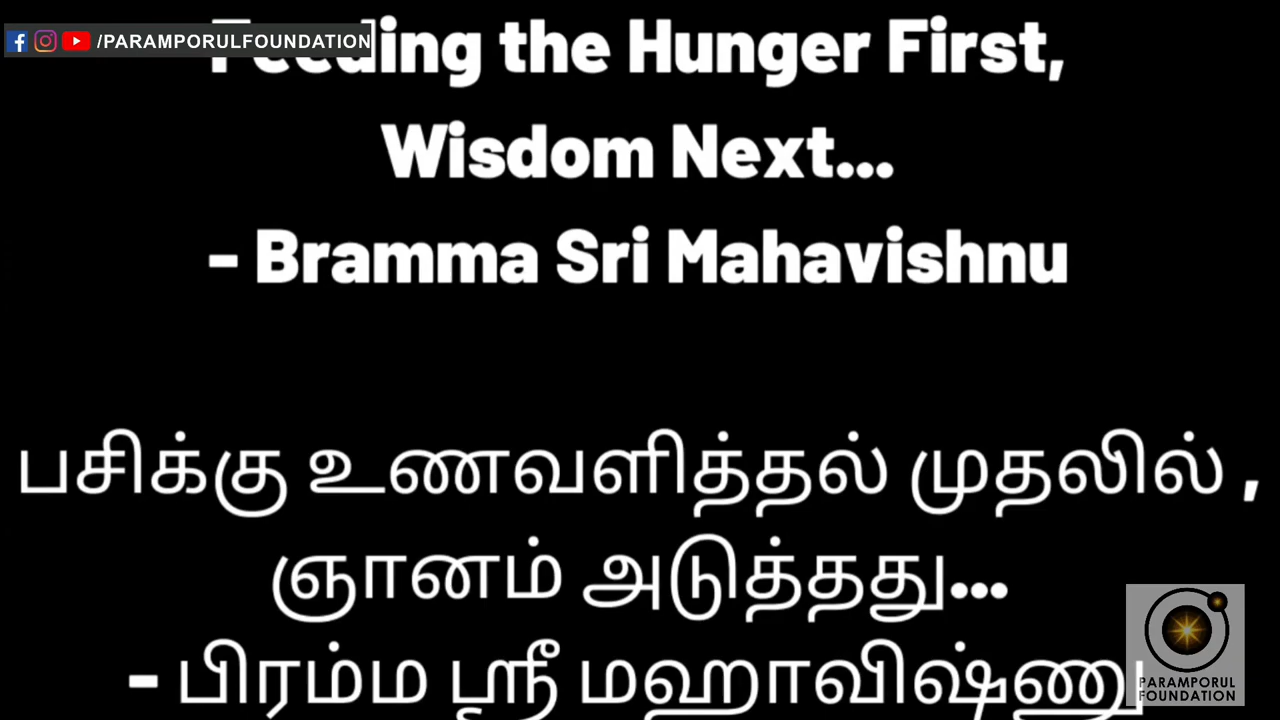 /PARAMPORULFOUNDATION
Feeding the Hunger First,
Wisdom Next...
- Bramma Sri Mahavishnu
பசிக்கு உணவளித்தல் முதலில் ,
ஞானம் அடுத்தது...
- பிரம்ம ஸ்ரீ மஹாவிஷ்ணு
PARAMPORUL
FOUNDATION